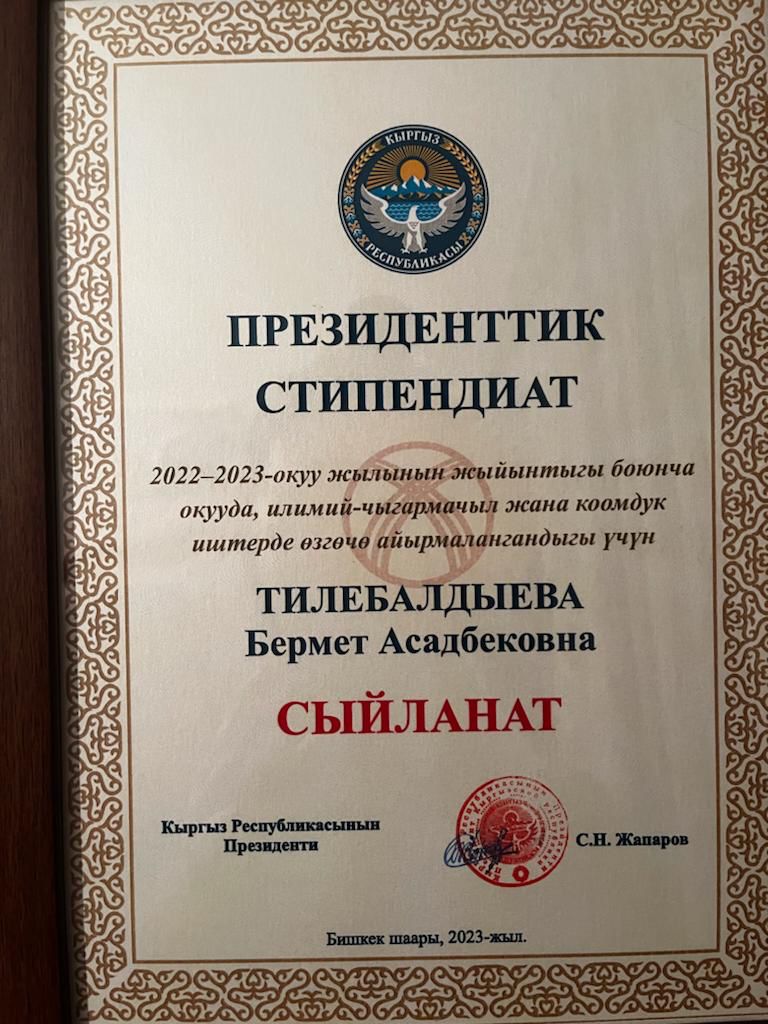 КЫРГЫЗ
РЕСПУБЛИКАСЫ
ПРЕЗИДЕНТТИК
СТИПЕНДИАТ
2022–2023-окуу жылынын жыйынтыгы боюнча
окууда, илимий-чыгармачыл жана коомдук
иштерде өзгөчө айырмалангандыгы үчүн
ТИЛЕБАЛДЫЕВА
Бермет Асадбековна
СЫЙЛАНАТ
Кыргыз Республикасынын
Президенти
С.Н. Жапаров
Бишкек шаары, 2023-жыл.